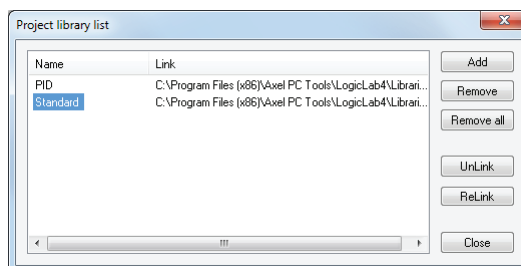 Project library list
Name Link Add
PID C:\Program Files (x86)\Axel PC Tools\LogicLab4\Librari...
Standard C:\Program Files (x86)\Axel PC Tools\LogicLab4\Librari...
Remove
Remove all
UnLink
ReLink
Close